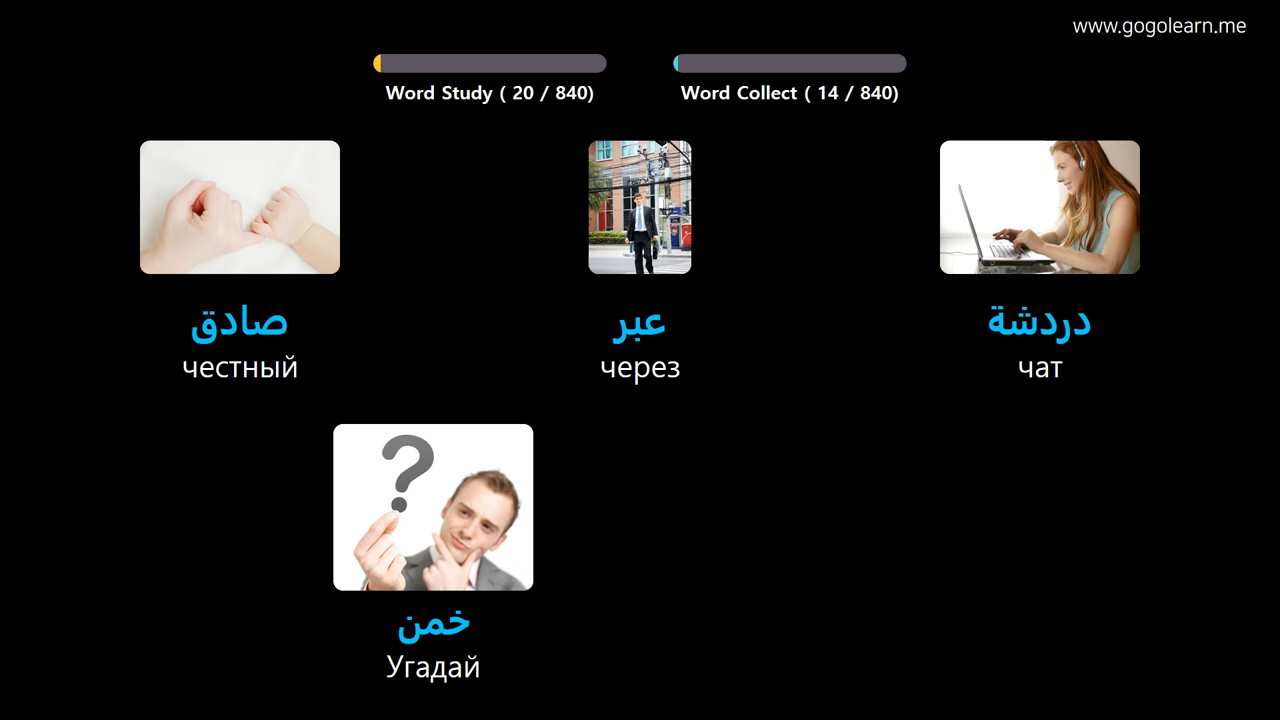 www.gogolearn.me
Word Study ( 20 / 840)
Word Collect ( 14 / 840)
صادق
честный
عبر
через
دردشة
чат
خمن
Угадай